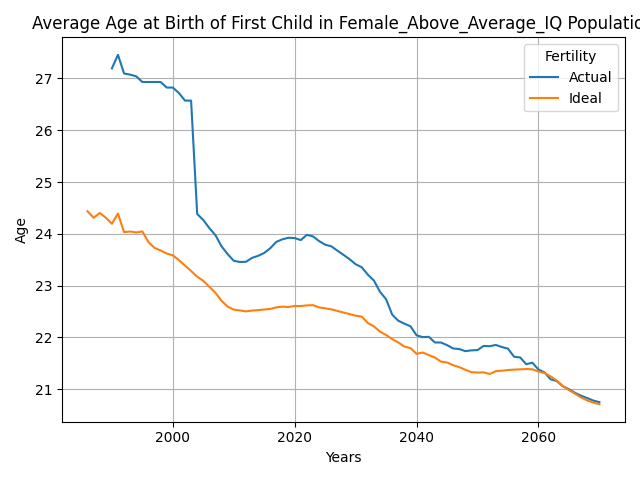 Average Age at Birth of First Child in Female_Above_Average_IQ Populatio
Fertility
Actual
Ideal
27
26
25
24
23
22
21
Age
2000
2020
2040
2060
Years